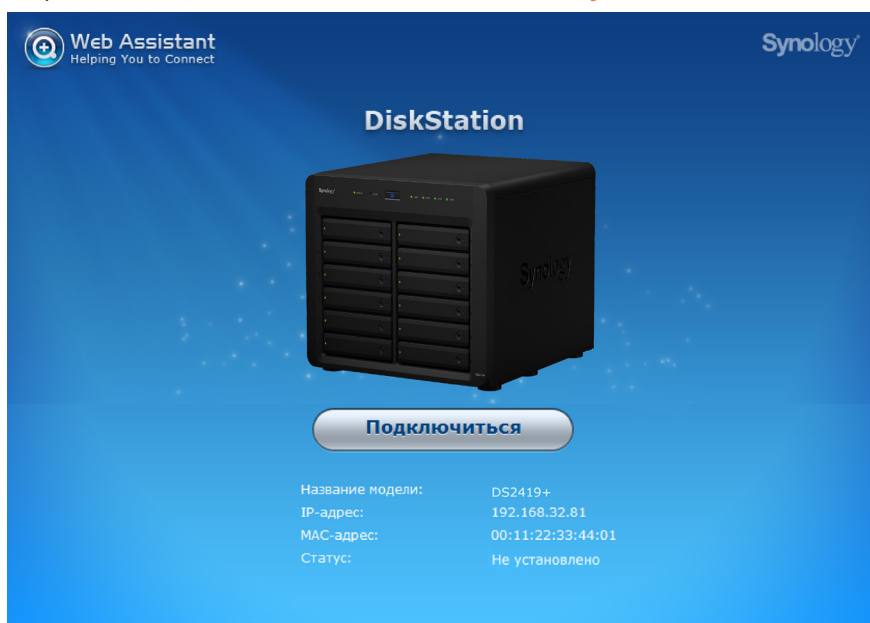 Web Assistant
Helping You to Connect
Synology
DiskStation
Synology
Synology
Подключиться
Название модели: DS2419+
IP-адрес: 192.168.32.81
MAC-адрес: 00:11:22:33:44:01
Статус: Не установлено